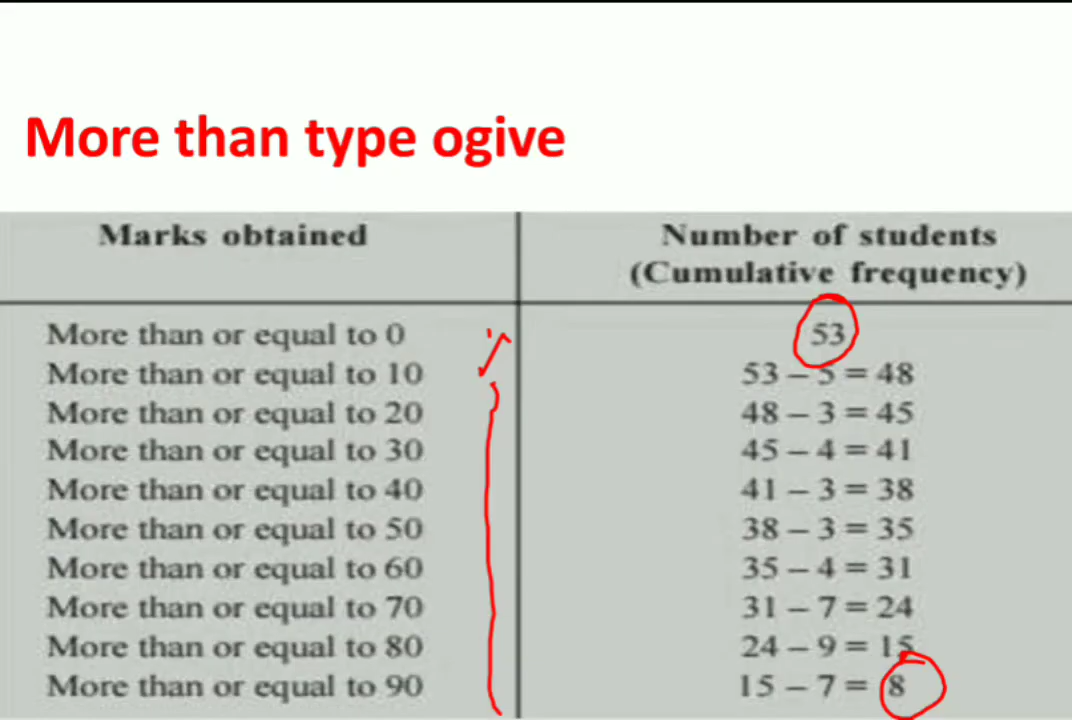 More than type ogive
Marks obtained Number of students
(Cumulative frequency)
More than or equal to 0 53
More than or equal to 10 53 – 5 = 48
More than or equal to 20 48 – 3 = 45
More than or equal to 30 45 – 4 = 41
More than or equal to 40 41 – 3 = 38
More than or equal to 50 38 – 3 = 35
More than or equal to 60 35 – 4 = 31
More than or equal to 70 31 – 7 = 24
More than or equal to 80 24 – 9 = 15
More than or equal to 90 15 – 7 = 8